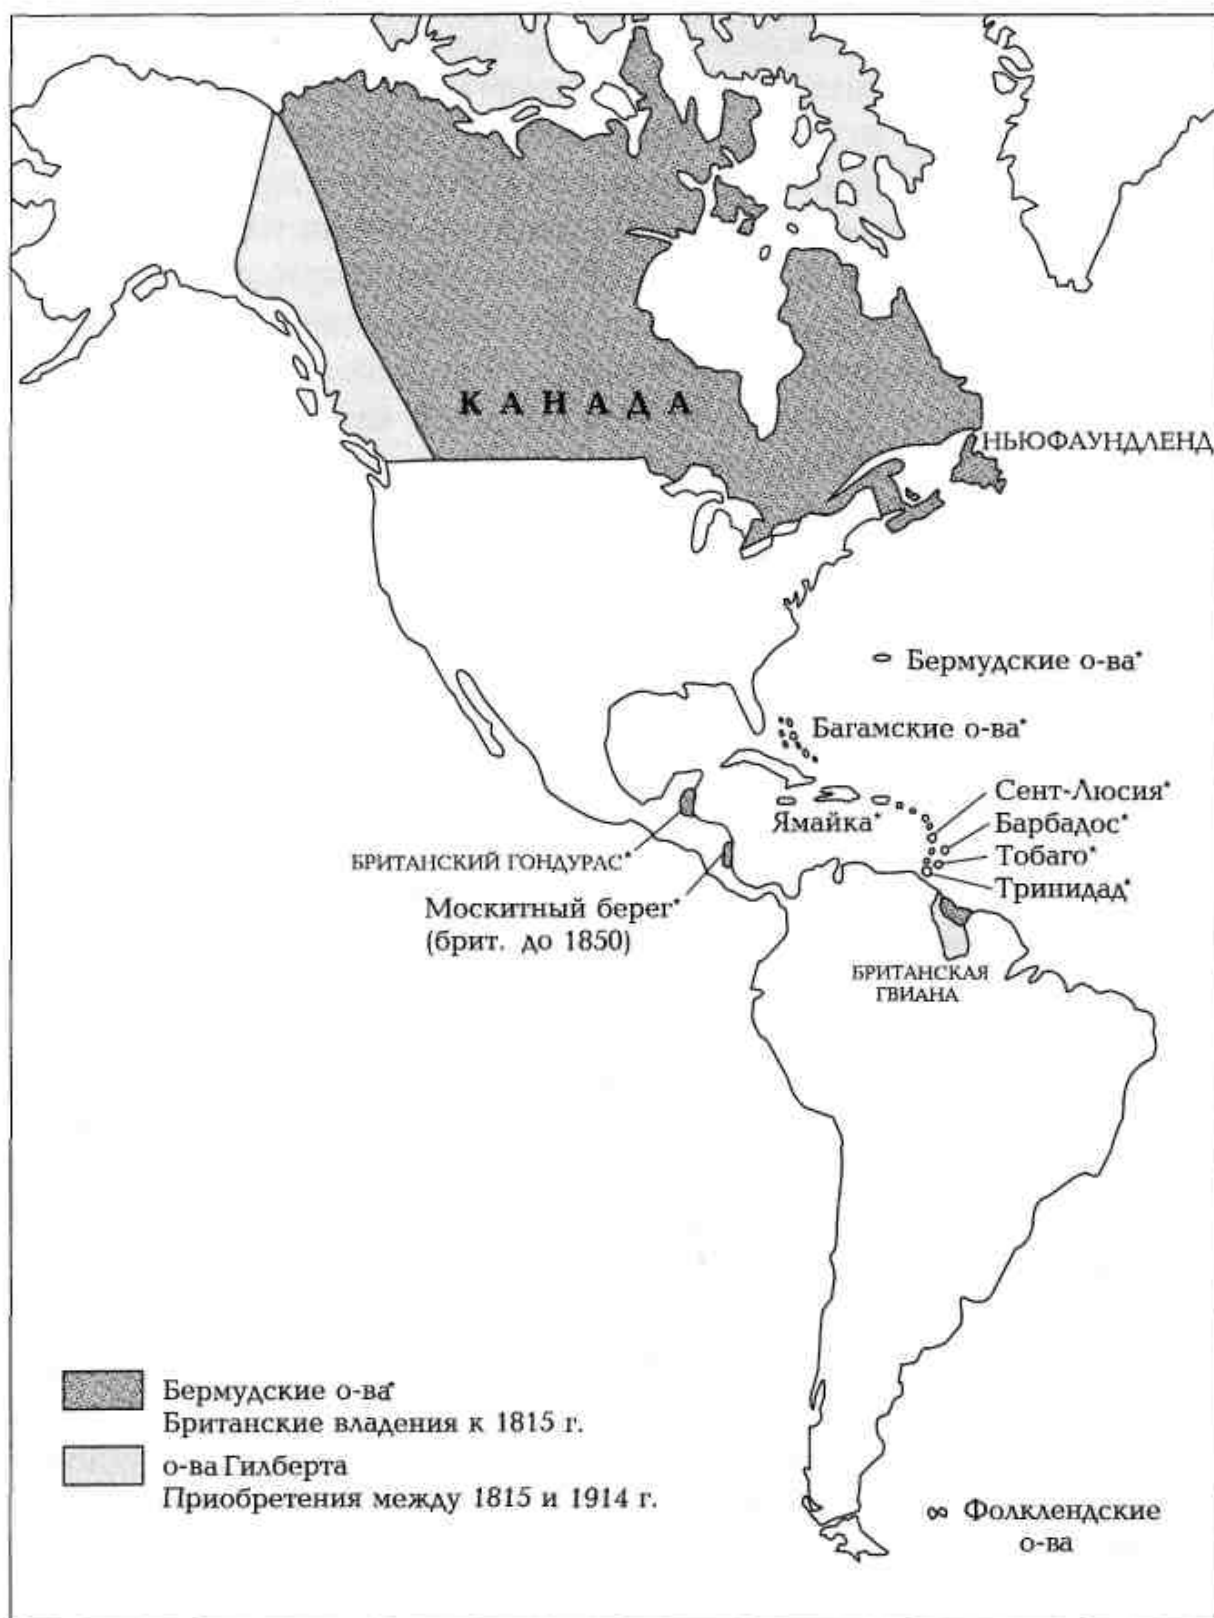 КАНАДА
НЬЮФАУНДЛЕНД
Бермудские о-ва*
Багамские о-ва*
Сент-Люсия*
Ямайка*
Барбадос*
БРИТАНСКИЙ ГОНДУРАС*
Тобаго*
Тринидад*
Москитный берег*
(брит. до 1850)
БРИТАНСКАЯ
ГВИАНА
Бермудские о-ва*
Британские владения к 1815 г.
о-ва Гилберта
Приобретения между 1815 и 1914 г.
Фолклендские
о-ва